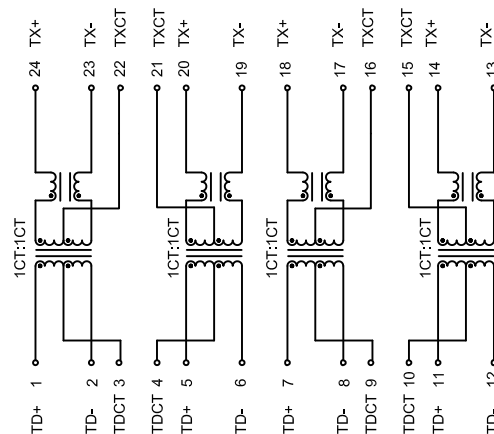 24 TX+
23 TX-
22 TXCT
21 TXCT
20 TX+
19 TX-
18 TX+
17 TX-
16 TXCT
15 TXCT
14 TX+
13 TX-
1CT:1CT
1CT:1CT
1CT:1CT
1CT:1CT
TD+ 1
TD- 2
TDCT 3
TDCT 4
TD+ 5
TD- 6
TD+ 7
TD- 8
TDCT 9
TDCT 10
TD+ 11
TD- 12